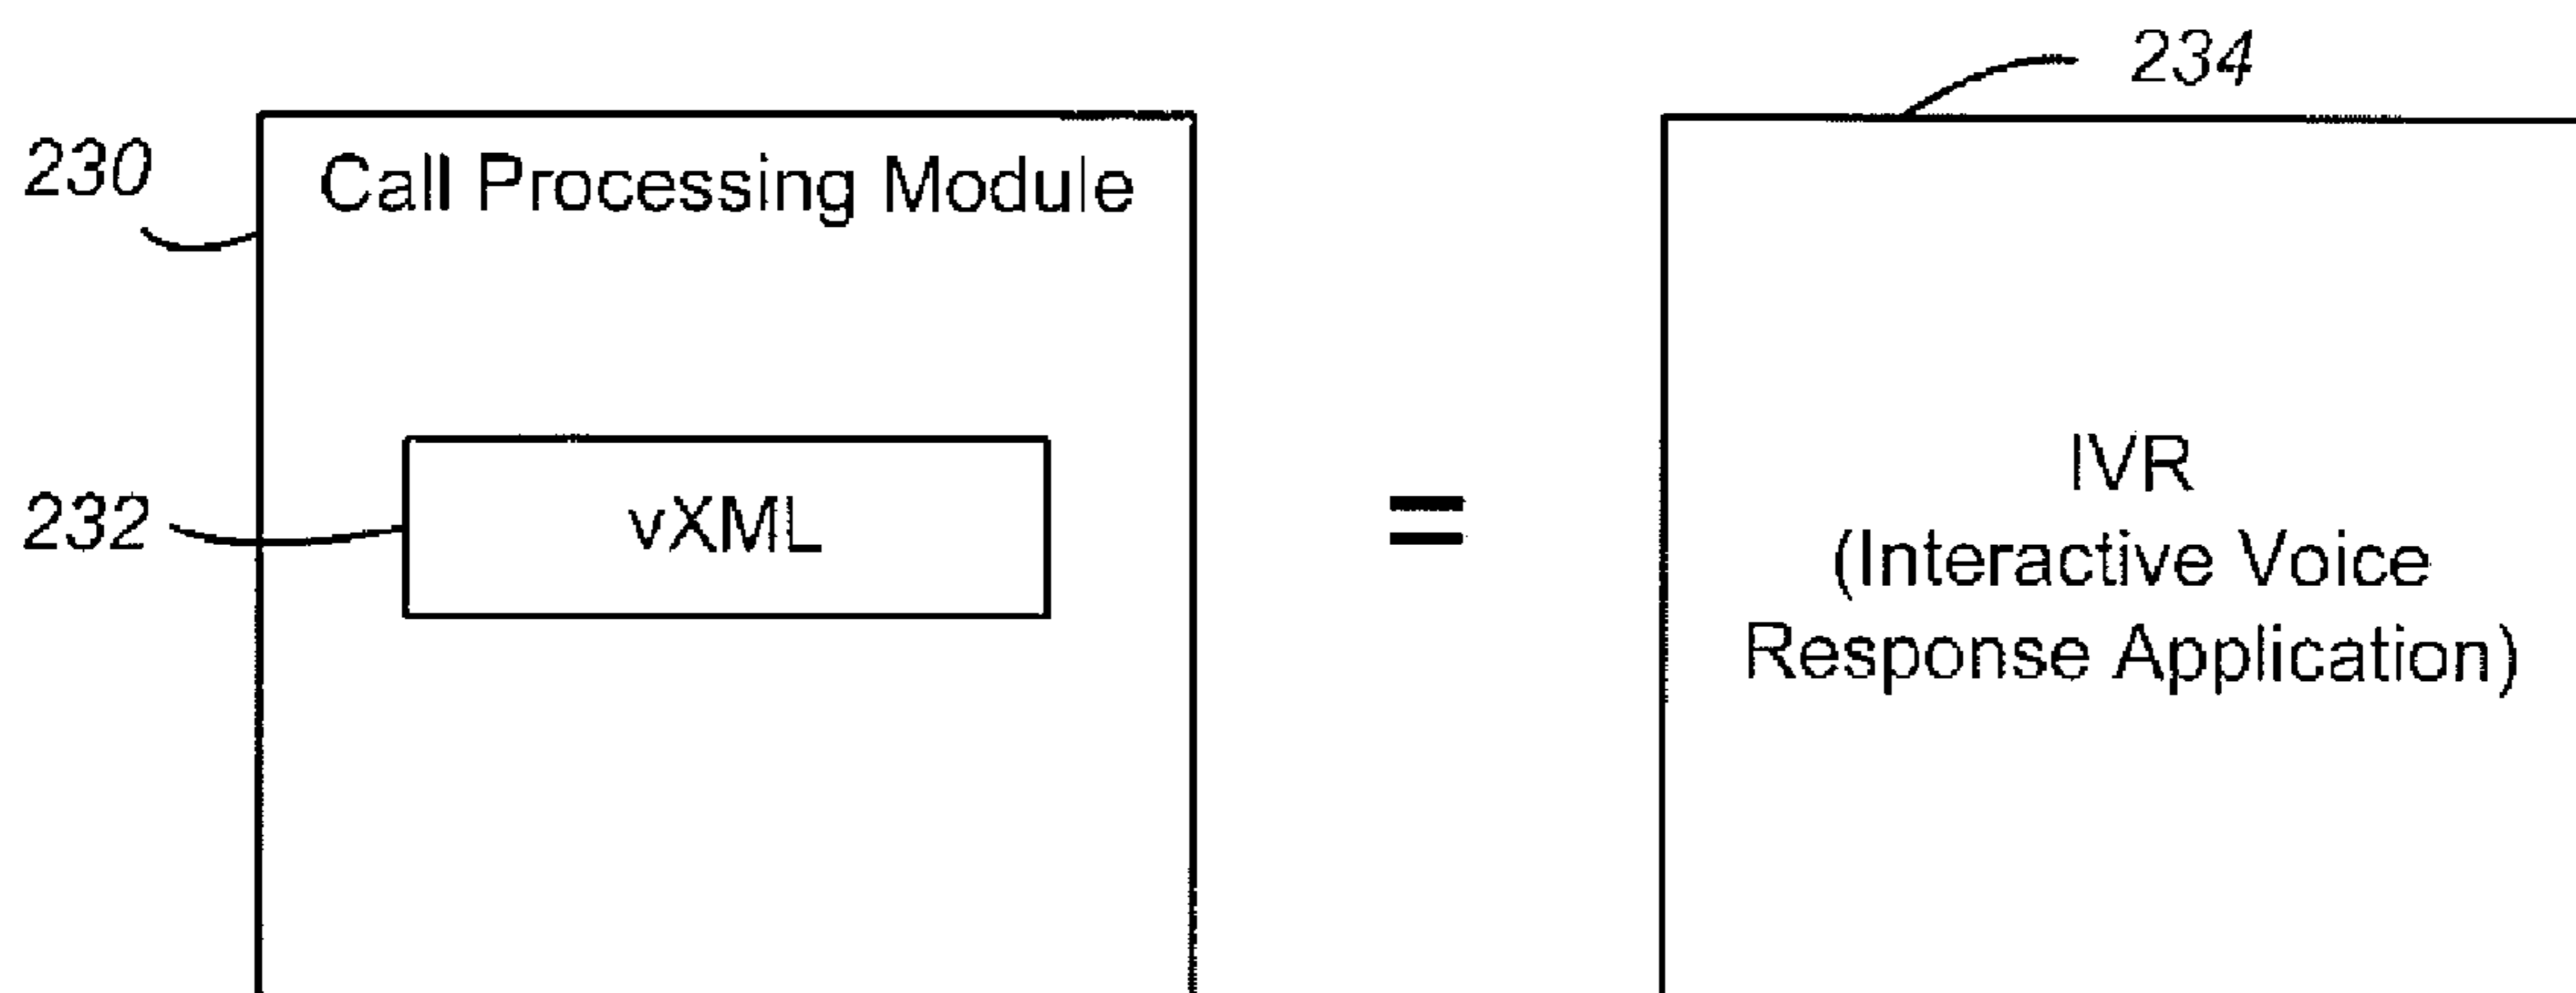 234
230
Call Processing Module
232
vXML
=
IVR
(Interactive Voice
Response Application)